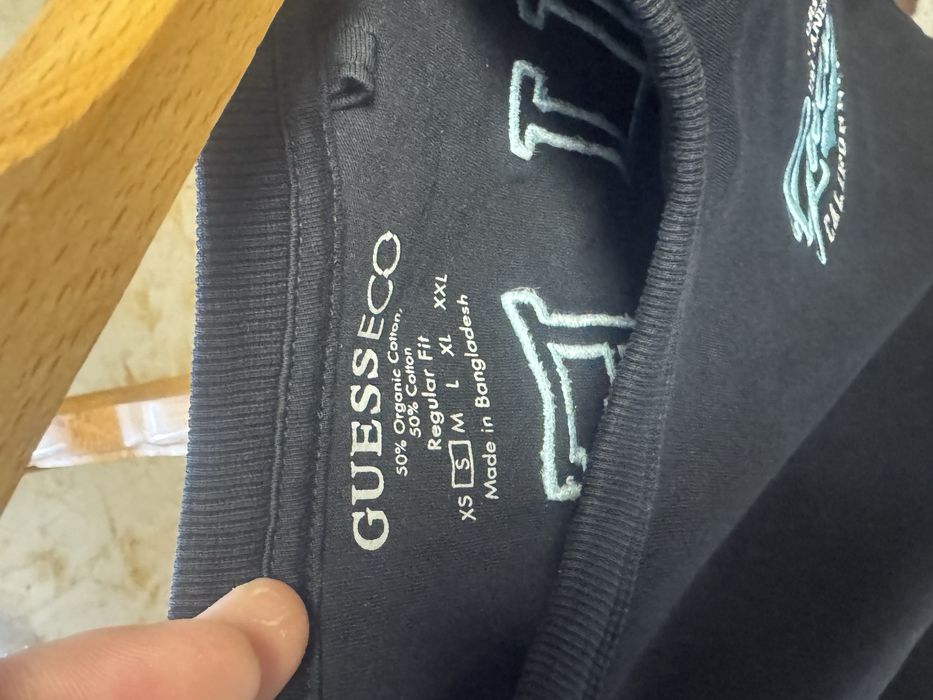 GUESS ECO
50% Organic Cotton,
50% Cotton
Regular Fit
XS S M L XL XXL
Made in Bangladesh